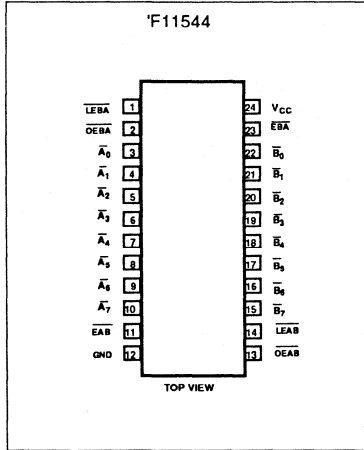 'F11544
LEBA 1 24 VCC
OEBA 2 23 EBA
A0 3 22 B0
A1 4 21 B1
A2 5 20 B2
A3 6 19 B3
A4 7 18 B4
A5 8 17 B5
A6 9 16 B6
A7 10 15 B7
EAB 11 14 LEAB
GND 12 13 OEAB
TOP VIEW